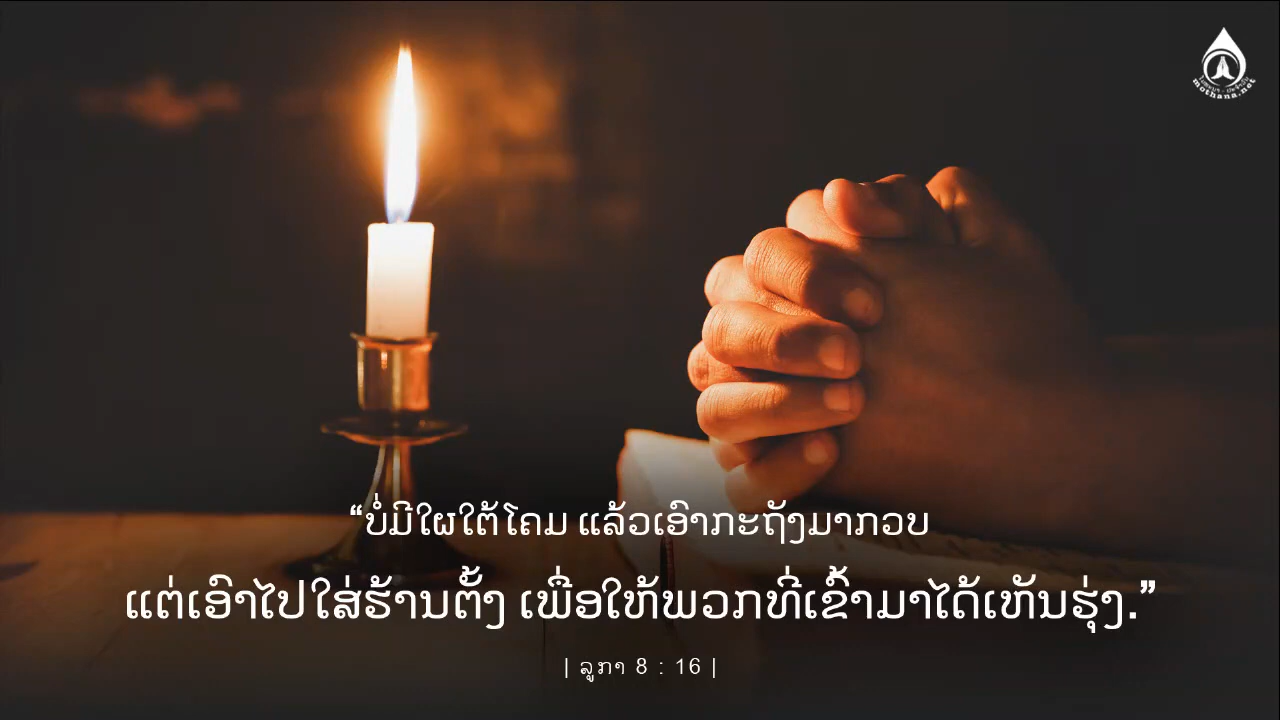 mothana.net
“ບໍ່ມີໃຜໃຕ້ໂຄມ ແລ້ວເອົາກະຖັງມາກວບ
ແຕ່ເອົາໄປໃສ່ຮ້ານຕັ້ງ ເພື່ອໃຫ້ພວກທີ່ເຂົ້າມາໄດ້ເຫັນຮຸ່ງ.”
| ລູກາ 8 : 16 |